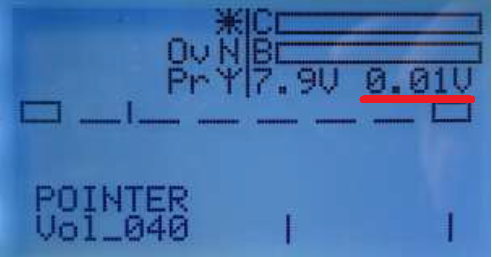 C
Ov N B
Pr 7.9V 0.01V
POINTER
Vol_040